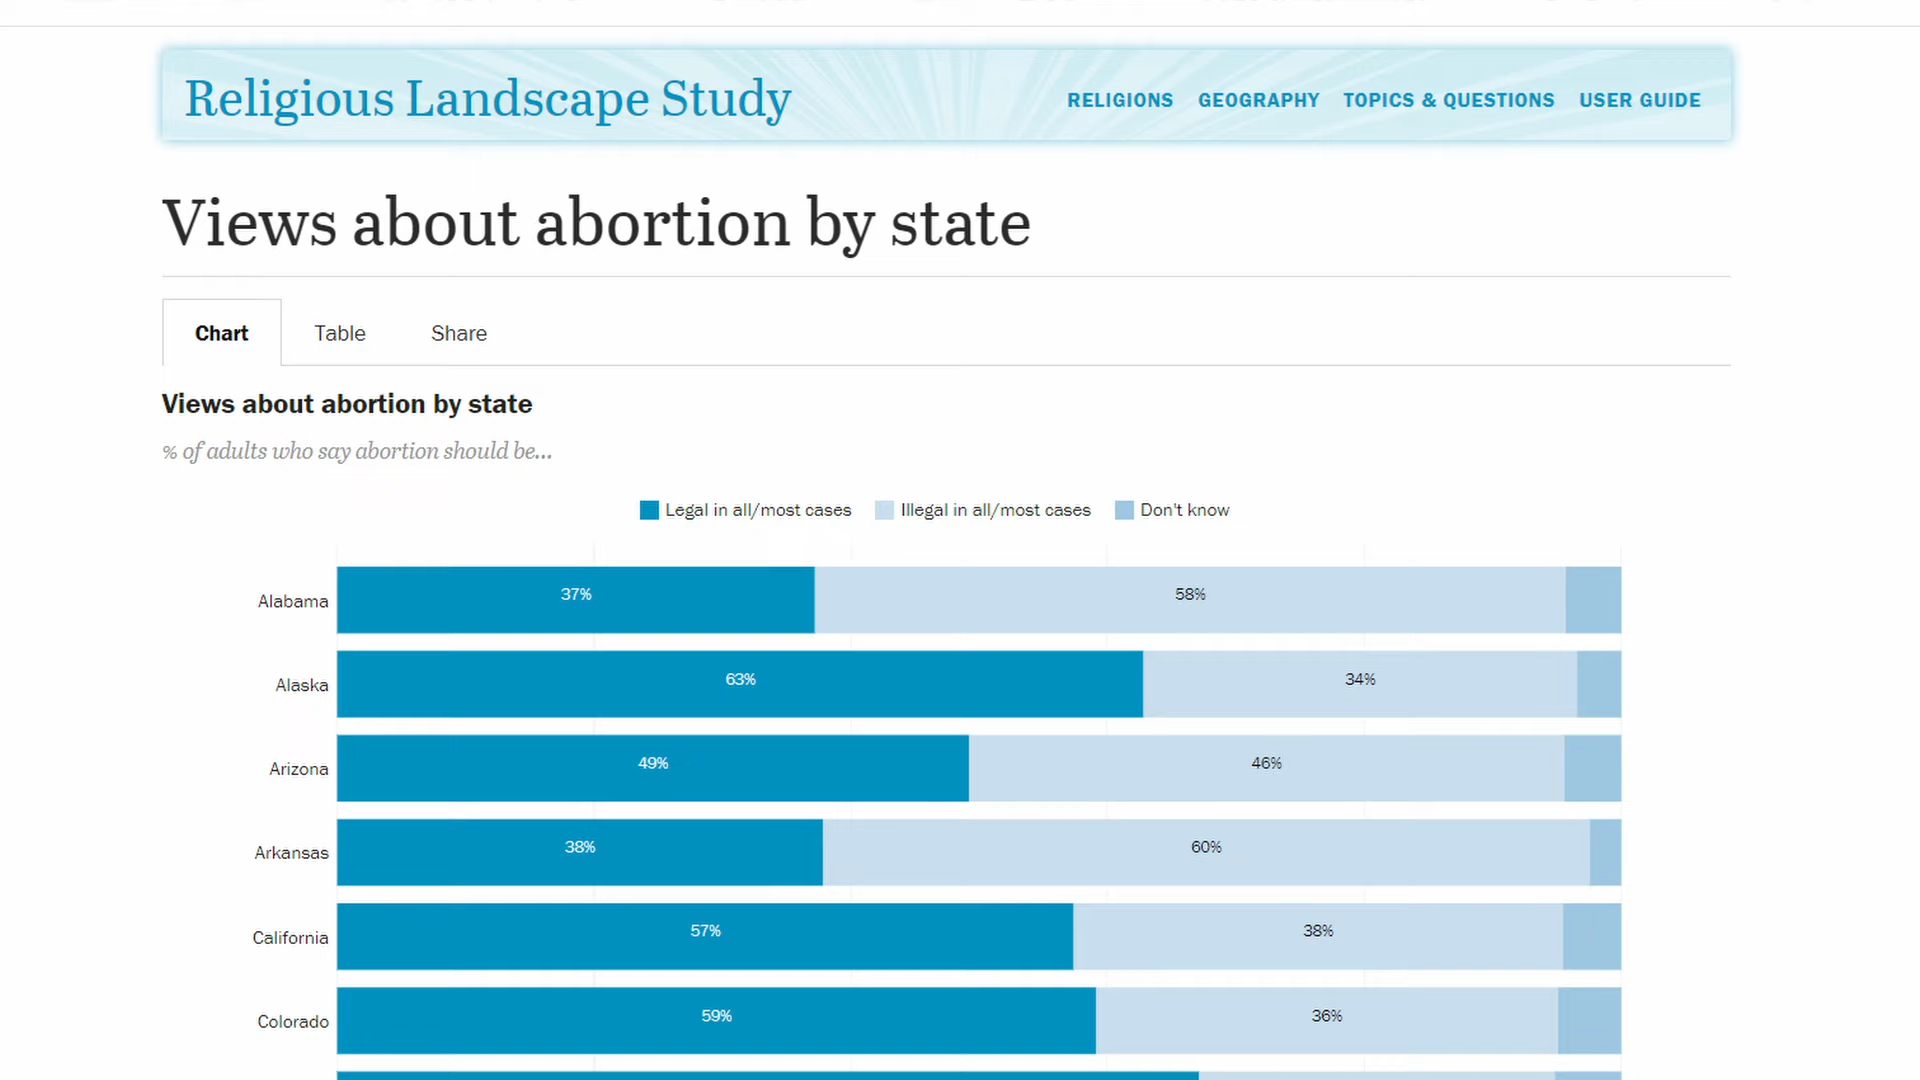 Religious Landscape Study
RELIGIONS GEOGRAPHY TOPICS & QUESTIONS USER GUIDE
Views about abortion by state
Chart Table Share
Views about abortion by state
% of adults who say abortion should be...
Legal in all/most cases Illegal in all/most cases Don't know
Alabama 37% 58%
Alaska 63% 34%
Arizona 49% 46%
Arkansas 38% 60%
California 57% 38%
Colorado 59% 36%